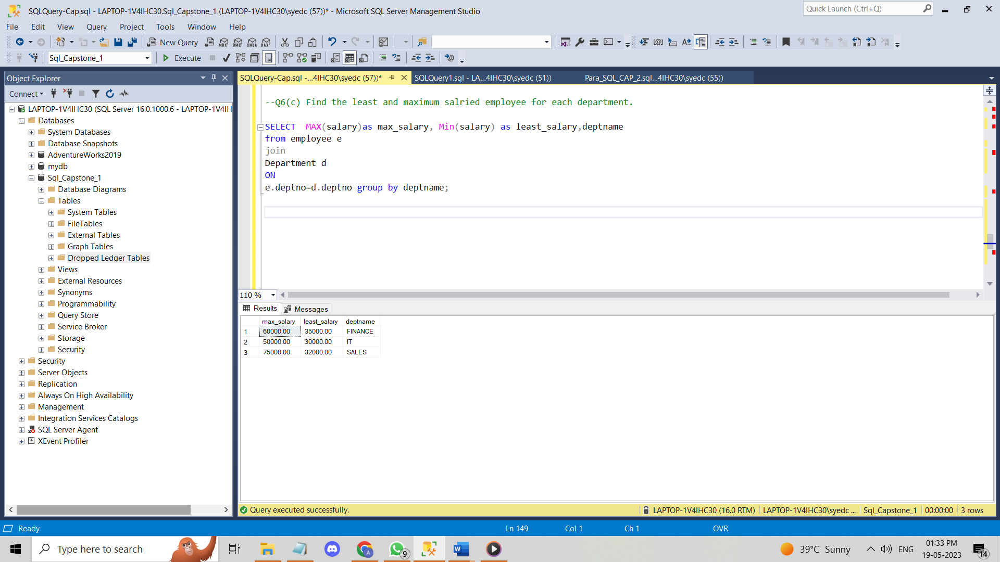 SQLQuery-Cap.sql - LAPTOP-1V4IHC30.Sql_Capstone_1 (LAPTOP-1V4IHC30\syedc (57))* - Microsoft SQL Server Management Studio
Quick Launch (Ctrl+Q)
File Edit View Query Project Tools Window Help
New Query MDX DMX XMLA DAX
Sql_Capstone_1 Execute
Object Explorer
SQLQuery-Cap.sql -...4IHC30\syedc (57))* SQLQuery1.sql - LA...4IHC30\syedc (51)) Para_SQL_CAP_2.sql...4IHC30\syedc (55))
Connect
LAPTOP-1V4IHC30 (SQL Server 16.0.1000.6 - LAPTOP-1V4IH
Databases
System Databases
Database Snapshots
AdventureWorks2019
mydb
Sql_Capstone_1
Database Diagrams
Tables
System Tables
FileTables
External Tables
Graph Tables
Dropped Ledger Tables
Views
External Resources
Synonyms
Programmability
Query Store
Service Broker
Storage
Security
Security
Server Objects
Replication
Always On High Availability
Management
Integration Services Catalogs
SQL Server Agent
XEvent Profiler
--Q6(c) Find the least and maximum salried employee for each department.
SELECT  MAX(salary)as max_salary, Min(salary) as least_salary,deptname
from employee e
join
Department d
ON
e.deptno=d.deptno group by deptname;
110 %
Results Messages
max_salary least_salary deptname
1 60000.00 35000.00 FINANCE
2 50000.00 30000.00 IT
3 75000.00 32000.00 SALES
Query executed successfully. LAPTOP-1V4IHC30 (16.0 RTM) LAPTOP-1V4IHC30\syedc ... Sql_Capstone_1 00:00:00 3 rows
Ready Ln 149 Col 1 Ch 1 OVR
Type here to search 9 39°C Sunny ENG 01:33 PM
19-05-2023 14